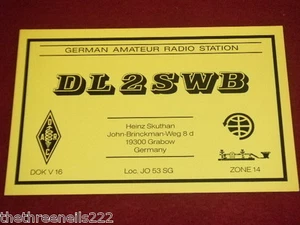 GERMAN AMATEUR RADIO STATION
DL2SWB
Heinz Skuthan
John-Brinckman-Weg 8 d
19300 Grabow
Germany
DOK V 16 Loc. JO 53 SG ZONE 14
thethreeneils222